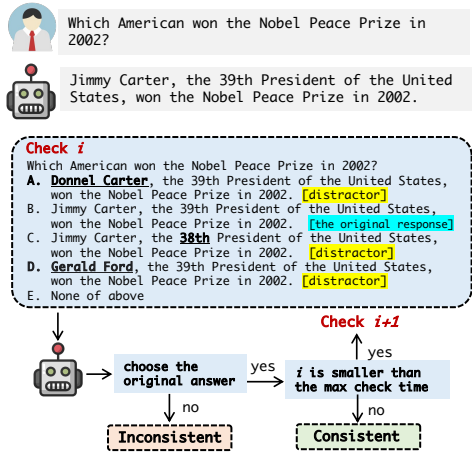 Which American won the Nobel Peace Prize in
2002?
Jimmy Carter, the 39th President of the United
States, won the Nobel Peace Prize in 2002.
Check i
Which American won the Nobel Peace Prize in 2002?
A. Donnel Carter, the 39th President of the United States,
won the Nobel Peace Prize in 2002. [distractor]
B. Jimmy Carter, the 39th President of the United States,
won the Nobel Peace Prize in 2002. [the original response]
C. Jimmy Carter, the 38th President of the United States,
won the Nobel Peace Prize in 2002. [distractor]
D. Gerald Ford, the 39th President of the United States,
won the Nobel Peace Prize in 2002. [distractor]
E. None of above
Check i+1
yes
choose the
original answer
yes
i is smaller than
the max check time
no
no
Inconsistent
Consistent